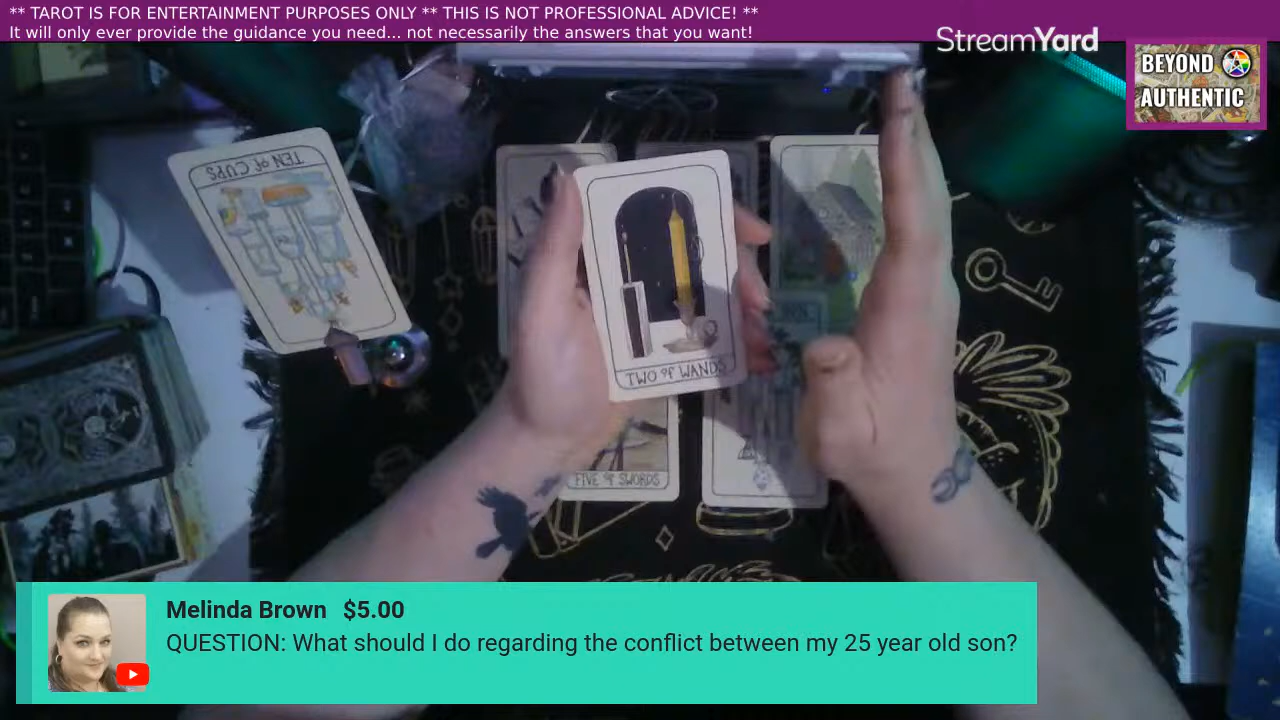 ** TAROT IS FOR ENTERTAINMENT PURPOSES ONLY ** THIS IS NOT PROFESSIONAL ADVICE! **
It will only ever provide the guidance you need... not necessarily the answers that you want!
StreamYard
BEYOND
AUTHENTIC
TEN of CUPS
TWO of WANDS
FIVE of SWORDS
Melinda Brown $5.00
QUESTION: What should I do regarding the conflict between my 25 year old son?